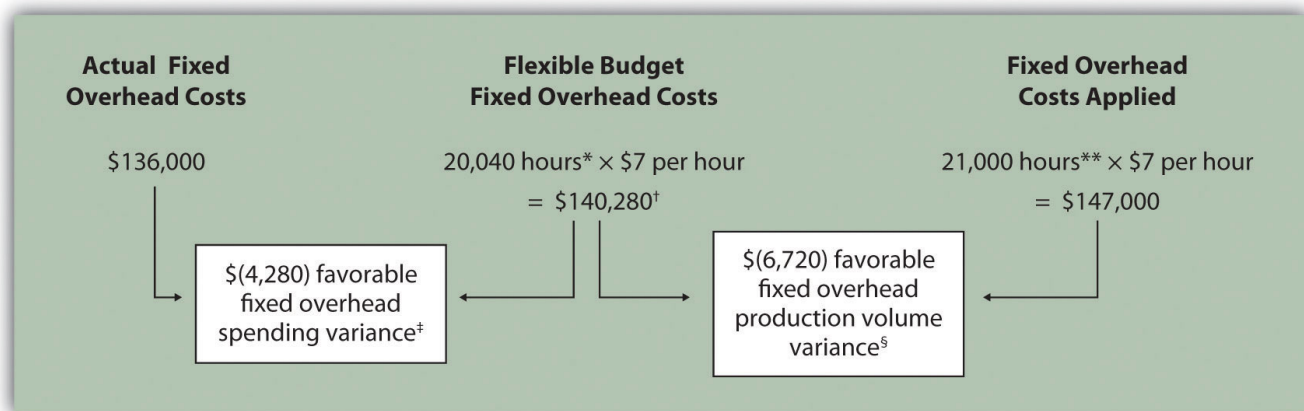 Actual Fixed
Overhead Costs
Flexible Budget
Fixed Overhead Costs
Fixed Overhead
Costs Applied
$136,000
20,040 hours* × $7 per hour
= $140,280†
21,000 hours** × $7 per hour
= $147,000
$(4,280) favorable
fixed overhead
spending variance‡
$(6,720) favorable
fixed overhead
production volume
variance§